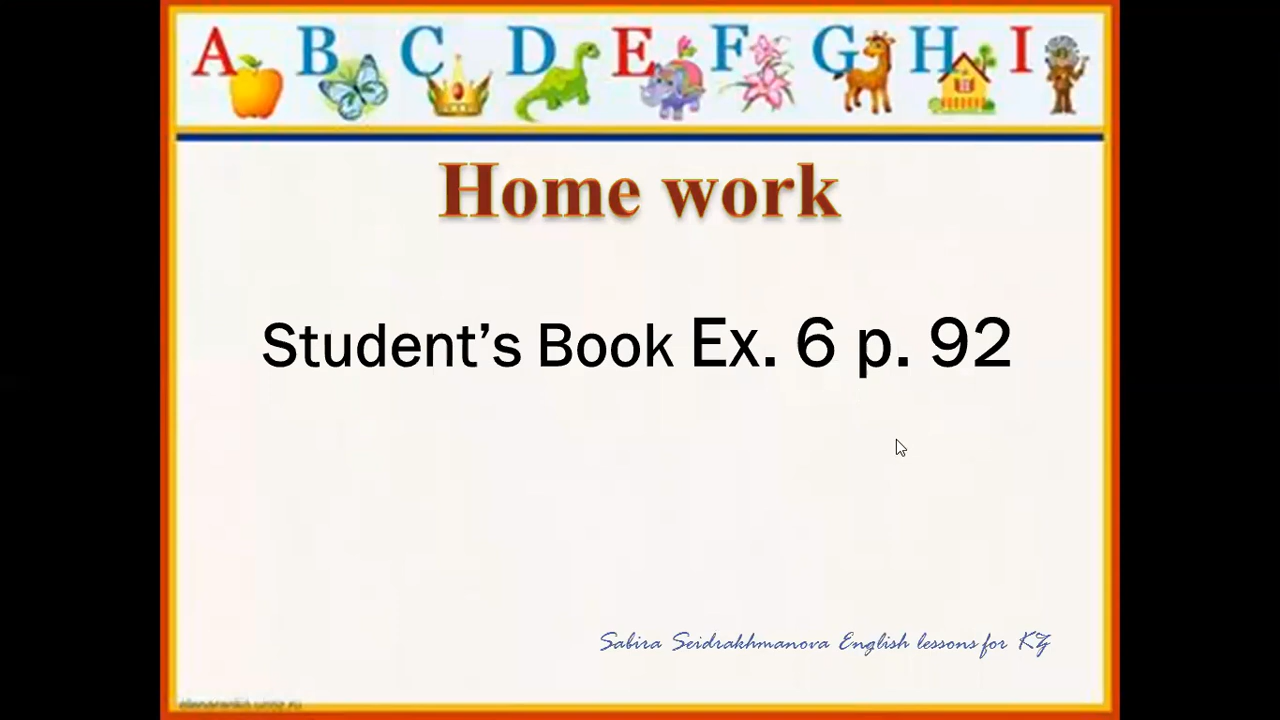 A B C D E F G H I
Home work
Student's Book Ex. 6 p. 92
Sabira Seidrakhmanova English lessons for KZ